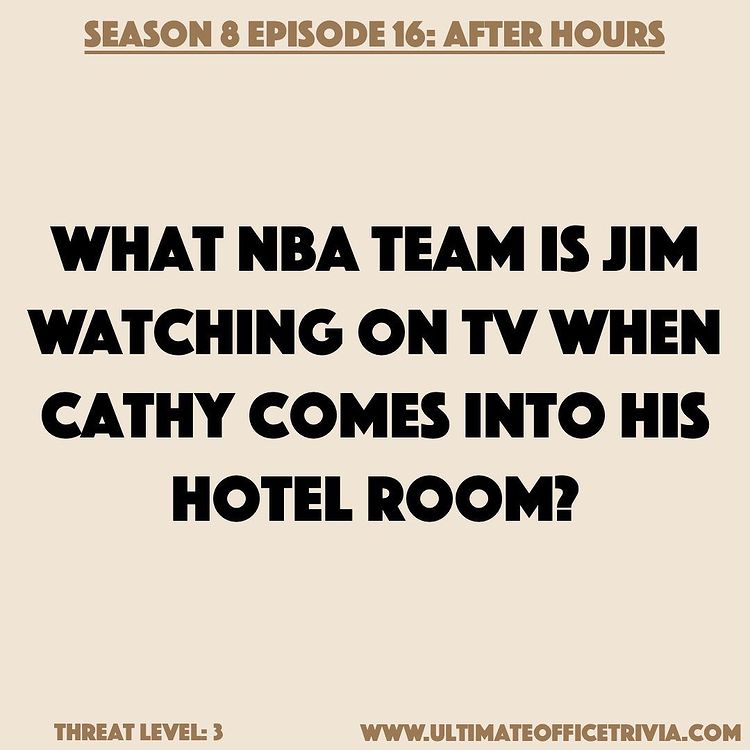 SEASON 8 EPISODE 16: AFTER HOURS
WHAT NBA TEAM IS JIM
WATCHING ON TV WHEN
CATHY COMES INTO HIS
HOTEL ROOM?
THREAT LEVEL: 3
WWW.ULTIMATEOFFICETRIVIA.COM